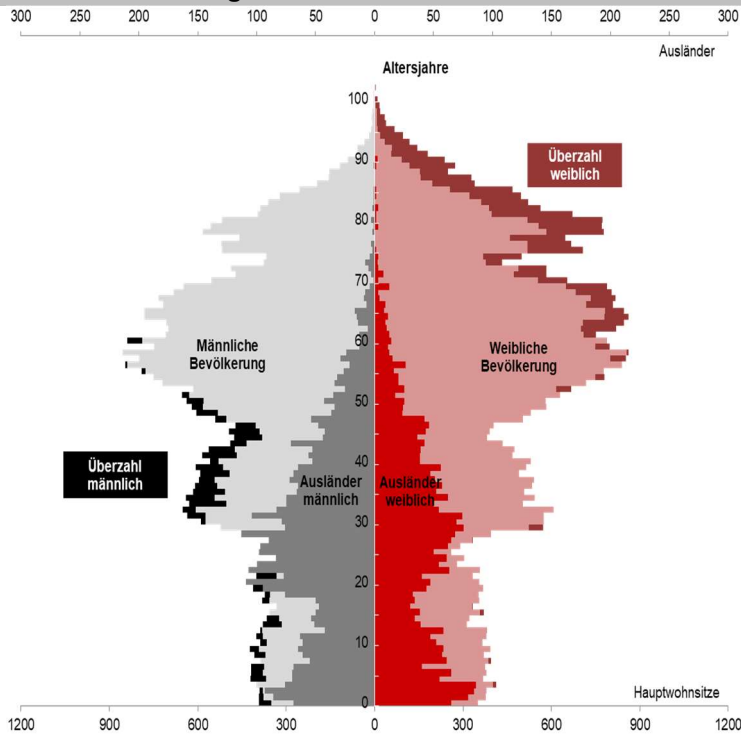 300 250 200 150 100 50 0 50 100 150 200 250 300
Ausländer
Altersjahre
100
Überzahl
weiblich
90
80
70
60
Männliche
Bevölkerung
Weibliche
Bevölkerung
50
Überzahl
männlich
40
Ausländer
männlich
Ausländer
weiblich
30
20
10
Hauptwohnsitze
0
1200 900 600 300 0 300 600 900 1200